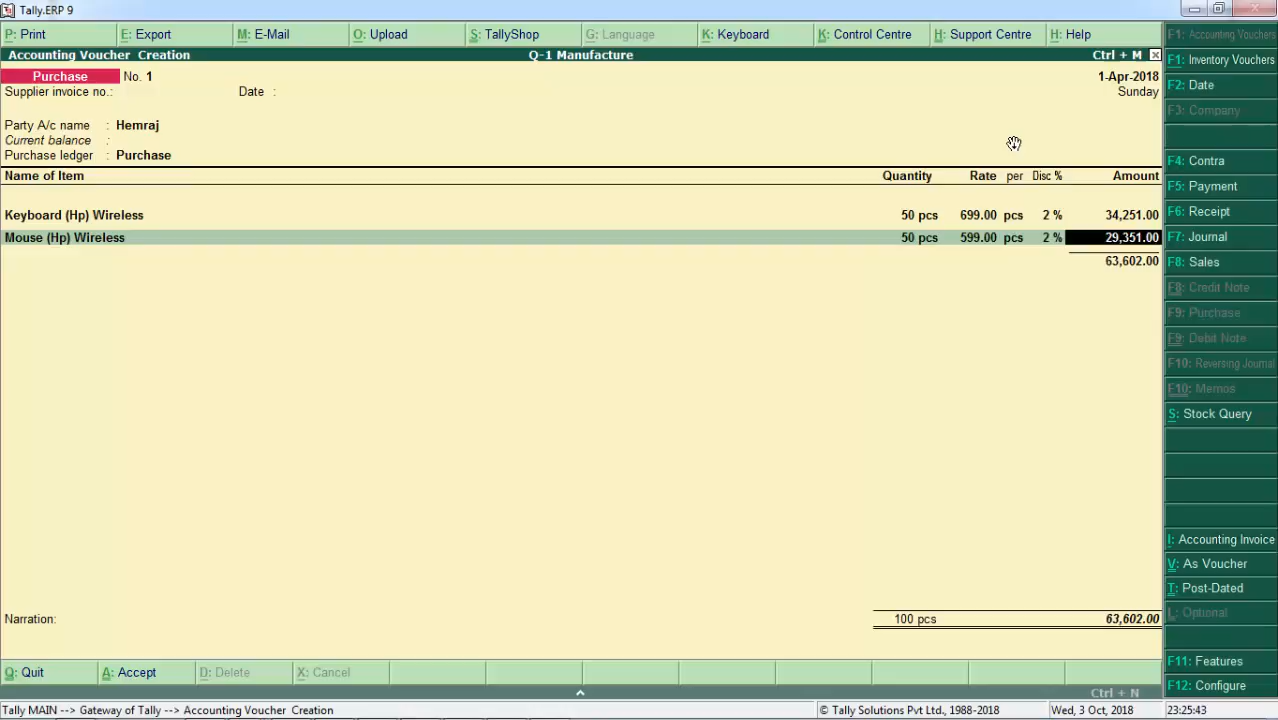 Tally.ERP 9
P: Print E: Export M: E-Mail O: Upload S: TallyShop G: Language K: Keyboard K: Control Centre H: Support Centre H: Help
Accounting Voucher Creation Q-1 Manufacture Ctrl + M
Purchase No. 1 1-Apr-2018
Supplier invoice no.: Date : Sunday
Party A/c name : Hemraj
Current balance :
Purchase ledger : Purchase
Name of Item Quantity Rate per Disc % Amount
Keyboard (Hp) Wireless 50 pcs 699.00 pcs 2 % 34,251.00
Mouse (Hp) Wireless 50 pcs 599.00 pcs 2 % 29,351.00
63,602.00
Narration: 100 pcs 63,602.00
F1: Accounting Vouchers
F1: Inventory Vouchers
F2: Date
F3: Company
F4: Contra
F5: Payment
F6: Receipt
F7: Journal
F8: Sales
F8: Credit Note
F9: Purchase
F9: Debit Note
F10: Reversing Journal
F10: Memos
S: Stock Query
I: Accounting Invoice
V: As Voucher
T: Post-Dated
L: Optional
F11: Features
F12: Configure
Q: Quit A: Accept D: Delete X: Cancel
Ctrl + N
Tally MAIN --> Gateway of Tally --> Accounting Voucher Creation © Tally Solutions Pvt Ltd., 1988-2018 Wed, 3 Oct, 2018 23:25:43